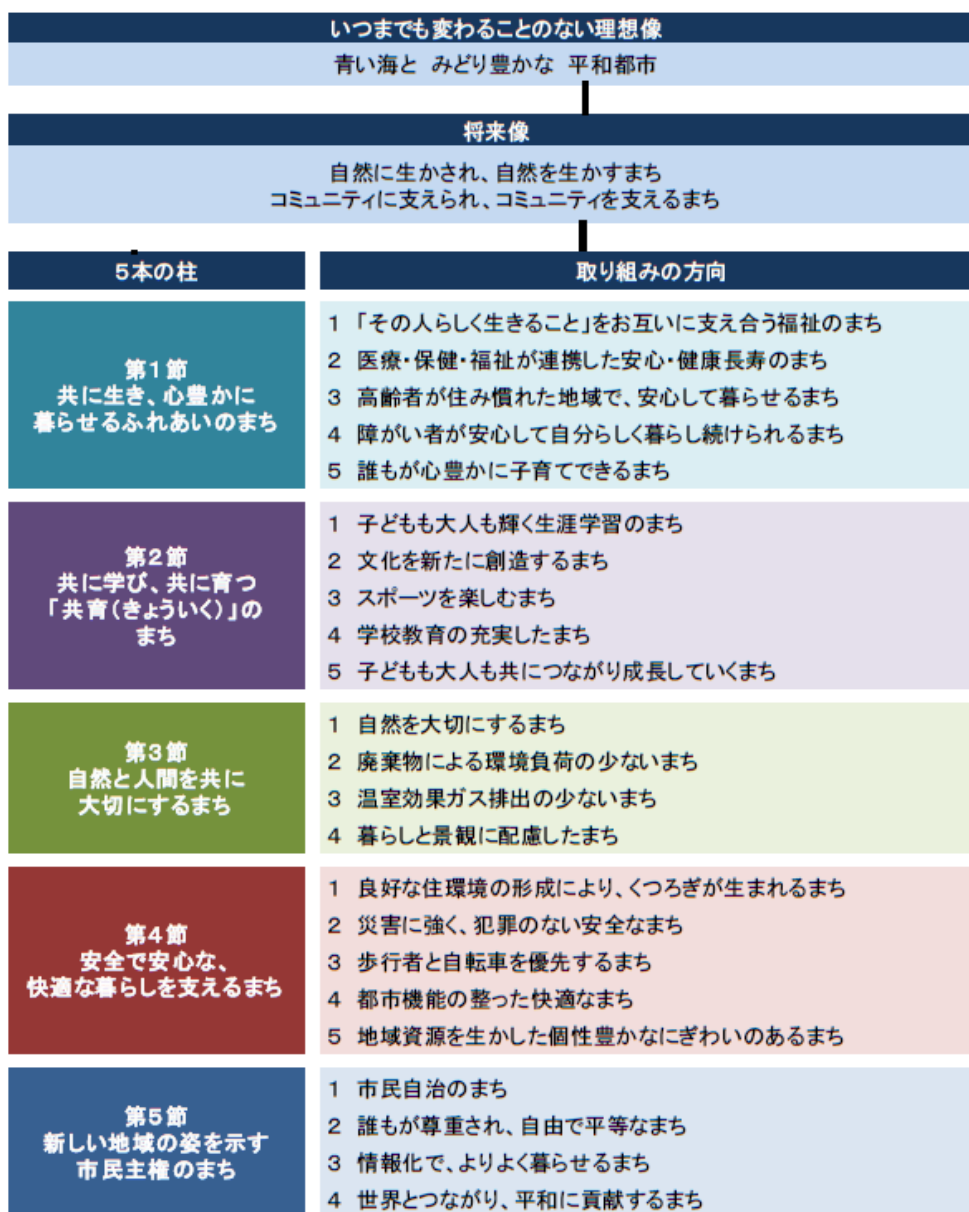 いつまでも変わることのない理想像
青い海と みどり豊かな 平和都市
将来像
自然に生かされ、自然を生かすまち
コミュニティに支えられ、コミュニティを支えるまち
5本の柱
取り組みの方向
第1節
共に生き、心豊かに
暮らせるふれあいのまち
1 「その人らしく生きること」をお互いに支え合う福祉のまち
2 医療・保健・福祉が連携した安心・健康長寿のまち
3 高齢者が住み慣れた地域で、安心して暮らせるまち
4 障がい者が安心して自分らしく暮らし続けられるまち
5 誰もが心豊かに子育てできるまち
第2節
共に学び、共に育つ
「共育(きょういく)」の
まち
1 子どもも大人も輝く生涯学習のまち
2 文化を新たに創造するまち
3 スポーツを楽しむまち
4 学校教育の充実したまち
5 子どもも大人も共につながり成長していくまち
第3節
自然と人間を共に
大切にするまち
1 自然を大切にするまち
2 廃棄物による環境負荷の少ないまち
3 温室効果ガス排出の少ないまち
4 暮らしと景観に配慮したまち
第4節
安全で安心な、
快適な暮らしを支えるまち
1 良好な住環境の形成により、くつろぎが生まれるまち
2 災害に強く、犯罪のない安全なまち
3 歩行者と自転車を優先するまち
4 都市機能の整った快適なまち
5 地域資源を生かした個性豊かなにぎわいのあるまち
第5節
新しい地域の姿を示す
市民主権のまち
1 市民自治のまち
2 誰もが尊重され、自由で平等なまち
3 情報化で、よりよく暮らせるまち
4 世界とつながり、平和に貢献するまち